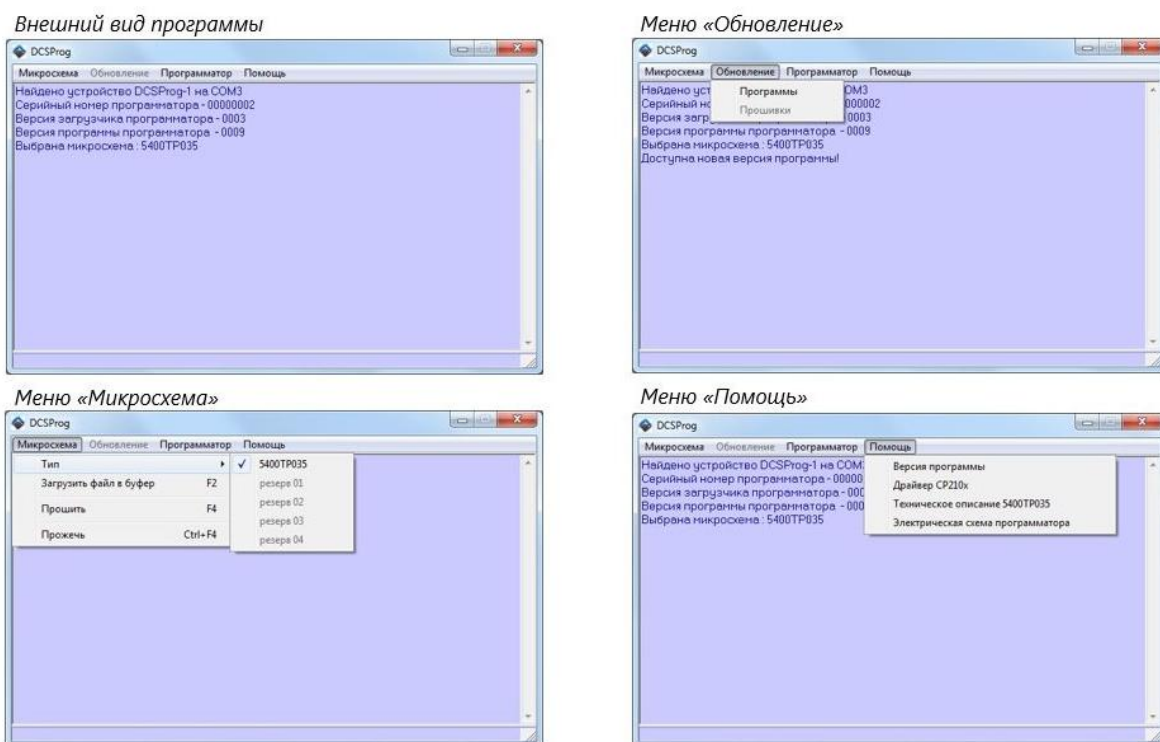 Внешний вид программы
DCSProg
Микросхема Обновление Программатор Помощь
Найдено устройство DCSProg-1 на COM3
Серийный номер программатора - 00000002
Версия загрузчика программатора - 0003
Версия программы программатора - 0009
Выбрана микросхема : 5400ТР035
Меню «Обновление»
DCSProg
Микросхема Обновление Программатор Помощь
Найдено уст
Программы
OM3
Серийный но
Прошивки
000002
Версия загр
0003
Версия программы программатора - 0009
Выбрана микросхема : 5400ТР035
Доступна новая версия программы!
Меню «Микросхема»
DCSProg
Микросхема Обновление Программатор Помощь
Тип
✓ 5400ТР035
Загрузить файл в буфер F2
резерв 01
Прошить F4
резерв 02
резерв 03
Прожечь Ctrl+F4
резерв 04
Меню «Помощь»
DCSProg
Микросхема Обновление Программатор Помощь
Найдено устройство DCSProg-1 на COM
Версия программы
Серийный номер программатора - 00000
Драйвер CP210x
Версия загрузчика программатора - 000
Техническое описание 5400ТР035
Версия программы программатора - 000
Выбрана микросхема : 5400ТР035
Электрическая схема программатора